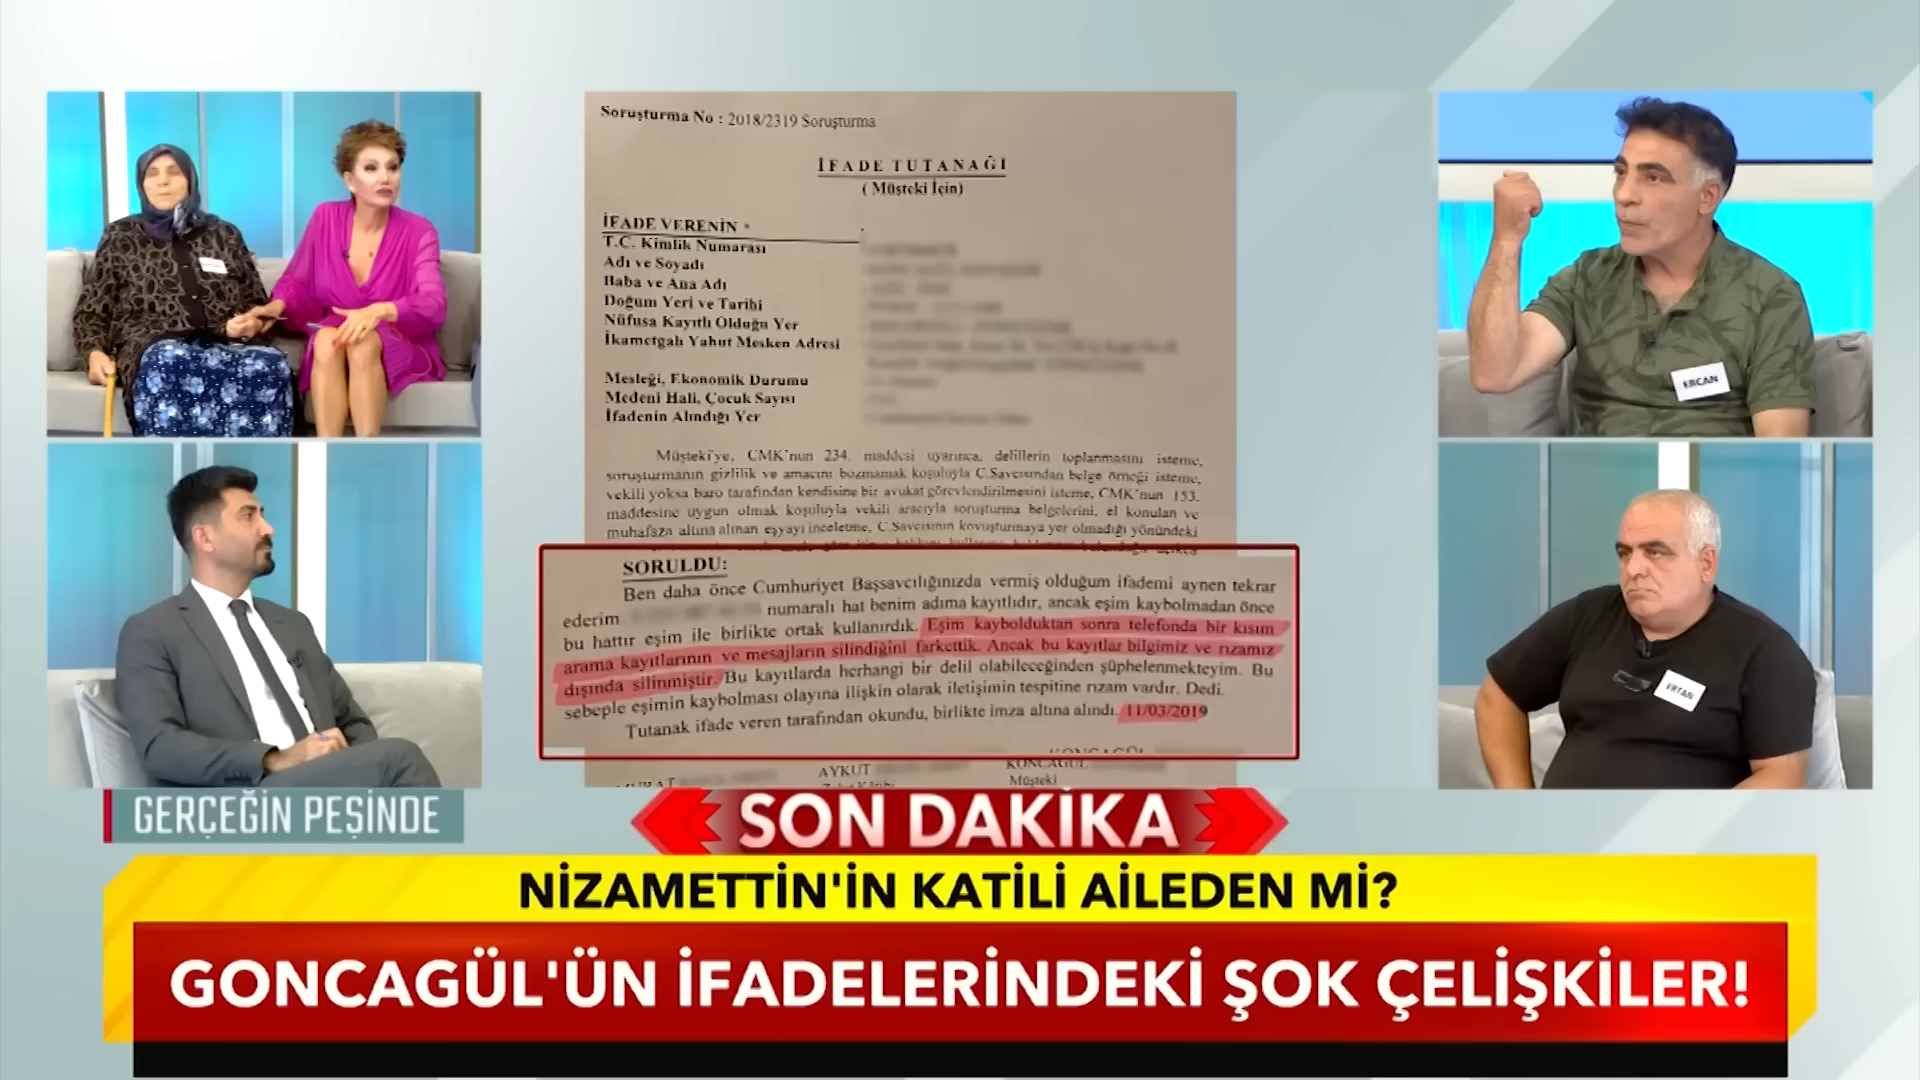 Soruşturma No : 2018/2319 Soruşturma
İFADE TUTANAĞI
( Müşteki İçin)
İFADE VERENİN
T.C. Kimlik Numarası
Adı ve Soyadı
Baba ve Ana Adı
Doğum Yeri ve Tarihi
Nüfusa Kayıtlı Olduğu Yer
İkametgalı Yahut Mesken Adresi
Mesleği, Ekonomik Durumu
Medeni Hali, Çocuk Sayısı
İfadenin Alındığı Yer
Müşteki'ye, CMK'nun 234. maddesi uyarınca, delillerin toplanmasını isteme,
soruşturmanın gizlilik ve amacını bozmamak koşuluyla C.Savcısından belge örneği isteme,
vekili yoksa baro tarafından kendisine bir avukat görevlendirilmesini isteme, CMK'nun 153.
maddesine uygun olmak koşuluyla vekili aracıyla soruşturma belgelerini, el konulan ve
muhafaza altına alınan eşyayı inceletme, C.Savcısının kovuşturmaya yer olmadığı yönündeki
SORULDU:
Ben daha önce Cumhuriyet Başsavcılığınızda vermiş olduğum ifademi aynen tekrar
ederim numaralı hat benim adıma kayıtlıdır, ancak eşim kaybolmadan önce
bu hattır eşim ile birlikte ortak kullanırdık. Eşim kaybolduktan sonra telefonda bir kısım
arama kayıtlarının ve mesajların silindiğini farkettik. Ancak bu kayıtlar bilgimiz ve rızamız
dışında silinmiştir. Bu kayıtlarda herhangi bir delil olabileceğinden şüphelenmekteyim. Bu
sebeple eşimin kaybolması olayına ilişkin olarak iletişimin tespitine rızam vardır. Dedi.
Tutanak ifade veren tarafından okundu, birlikte imza altına alındı. 11/03/2019
AYKUT
KONCAGÜL
Müşteki
ERCAN
ERTAN
GERÇEĞİN PEŞİNDE
SON DAKİKA
NİZAMETTİN'İN KATİLİ AİLEDEN Mİ?
GONCAGÜL'ÜN İFADELERİNDEKİ ŞOK ÇELİŞKİLER!